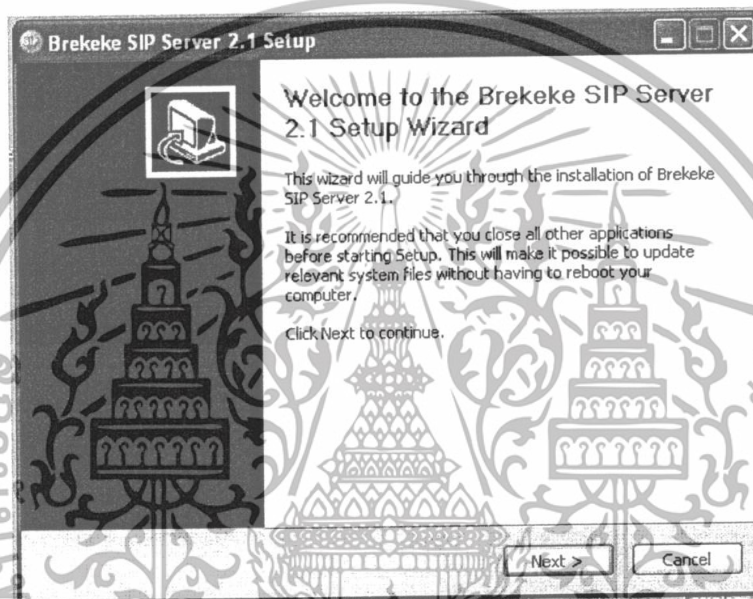 Brekeke SIP Server 2.1 Setup
Welcome to the Brekeke SIP Server
2.1 Setup Wizard
This wizard will guide you through the installation of Brekeke
SIP Server 2.1.
It is recommended that you close all other applications
before starting Setup. This will make it possible to update
relevant system files without having to reboot your
computer.
Click Next to continue.
Next >
Cancel